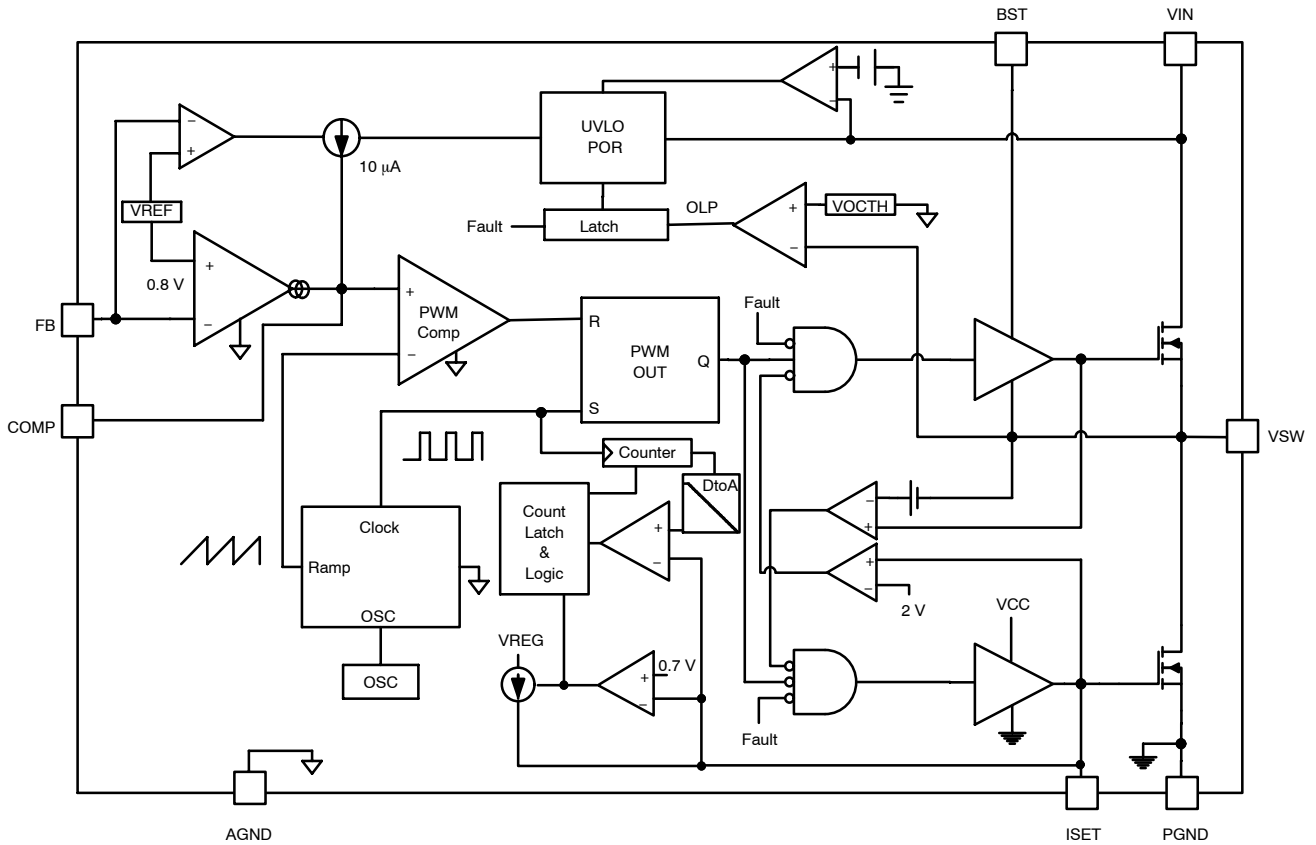 BST
VIN
+
−
UVLO
POR
−
+
10 μA
VREF
Fault
Latch
OLP
+
−
VOCTH
0.8 V
+
−
FB
+
PWM
Comp
−
R
PWM
OUT
Q
S
Fault
COMP
VSW
Counter
DtoA
Count
Latch
&
Logic
+
−
−
+
+
−
2 V
Clock
Ramp
OSC
OSC
VREG
0.7 V
+
−
VCC
Fault
AGND
ISET
PGND